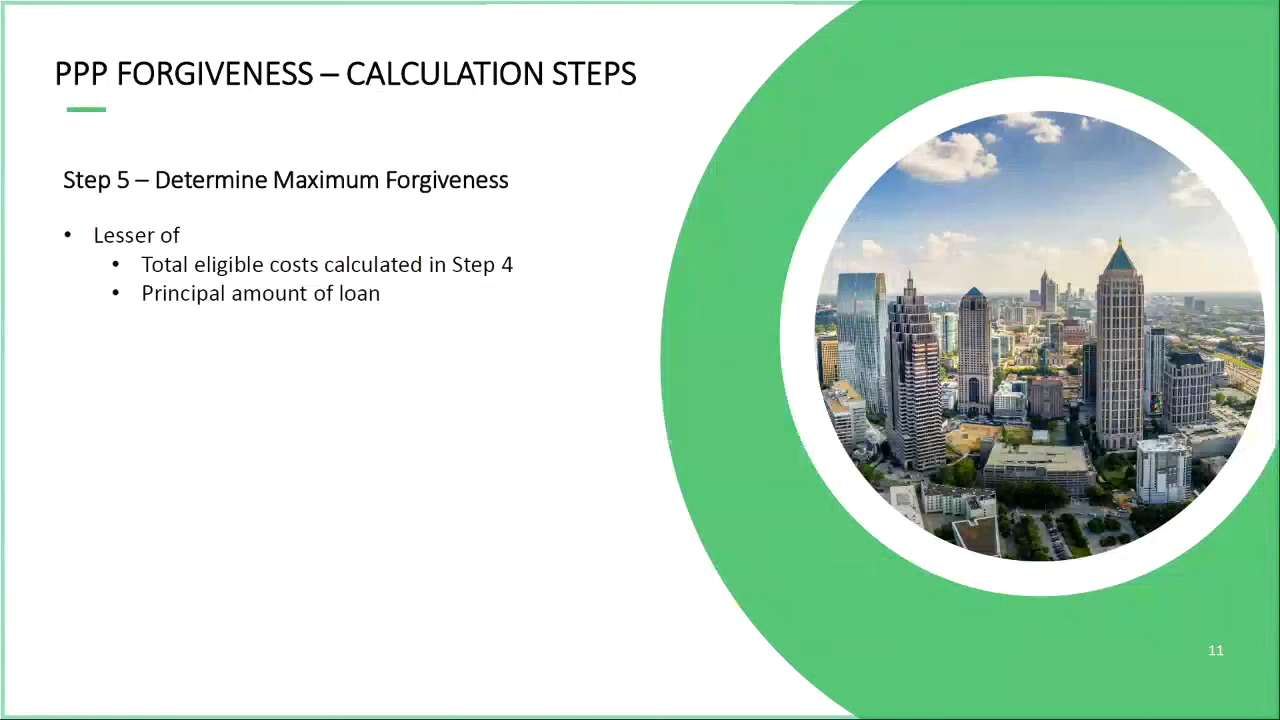 PPP FORGIVENESS – CALCULATION STEPS
Step 5 – Determine Maximum Forgiveness
• Lesser of
• Total eligible costs calculated in Step 4
• Principal amount of loan
11